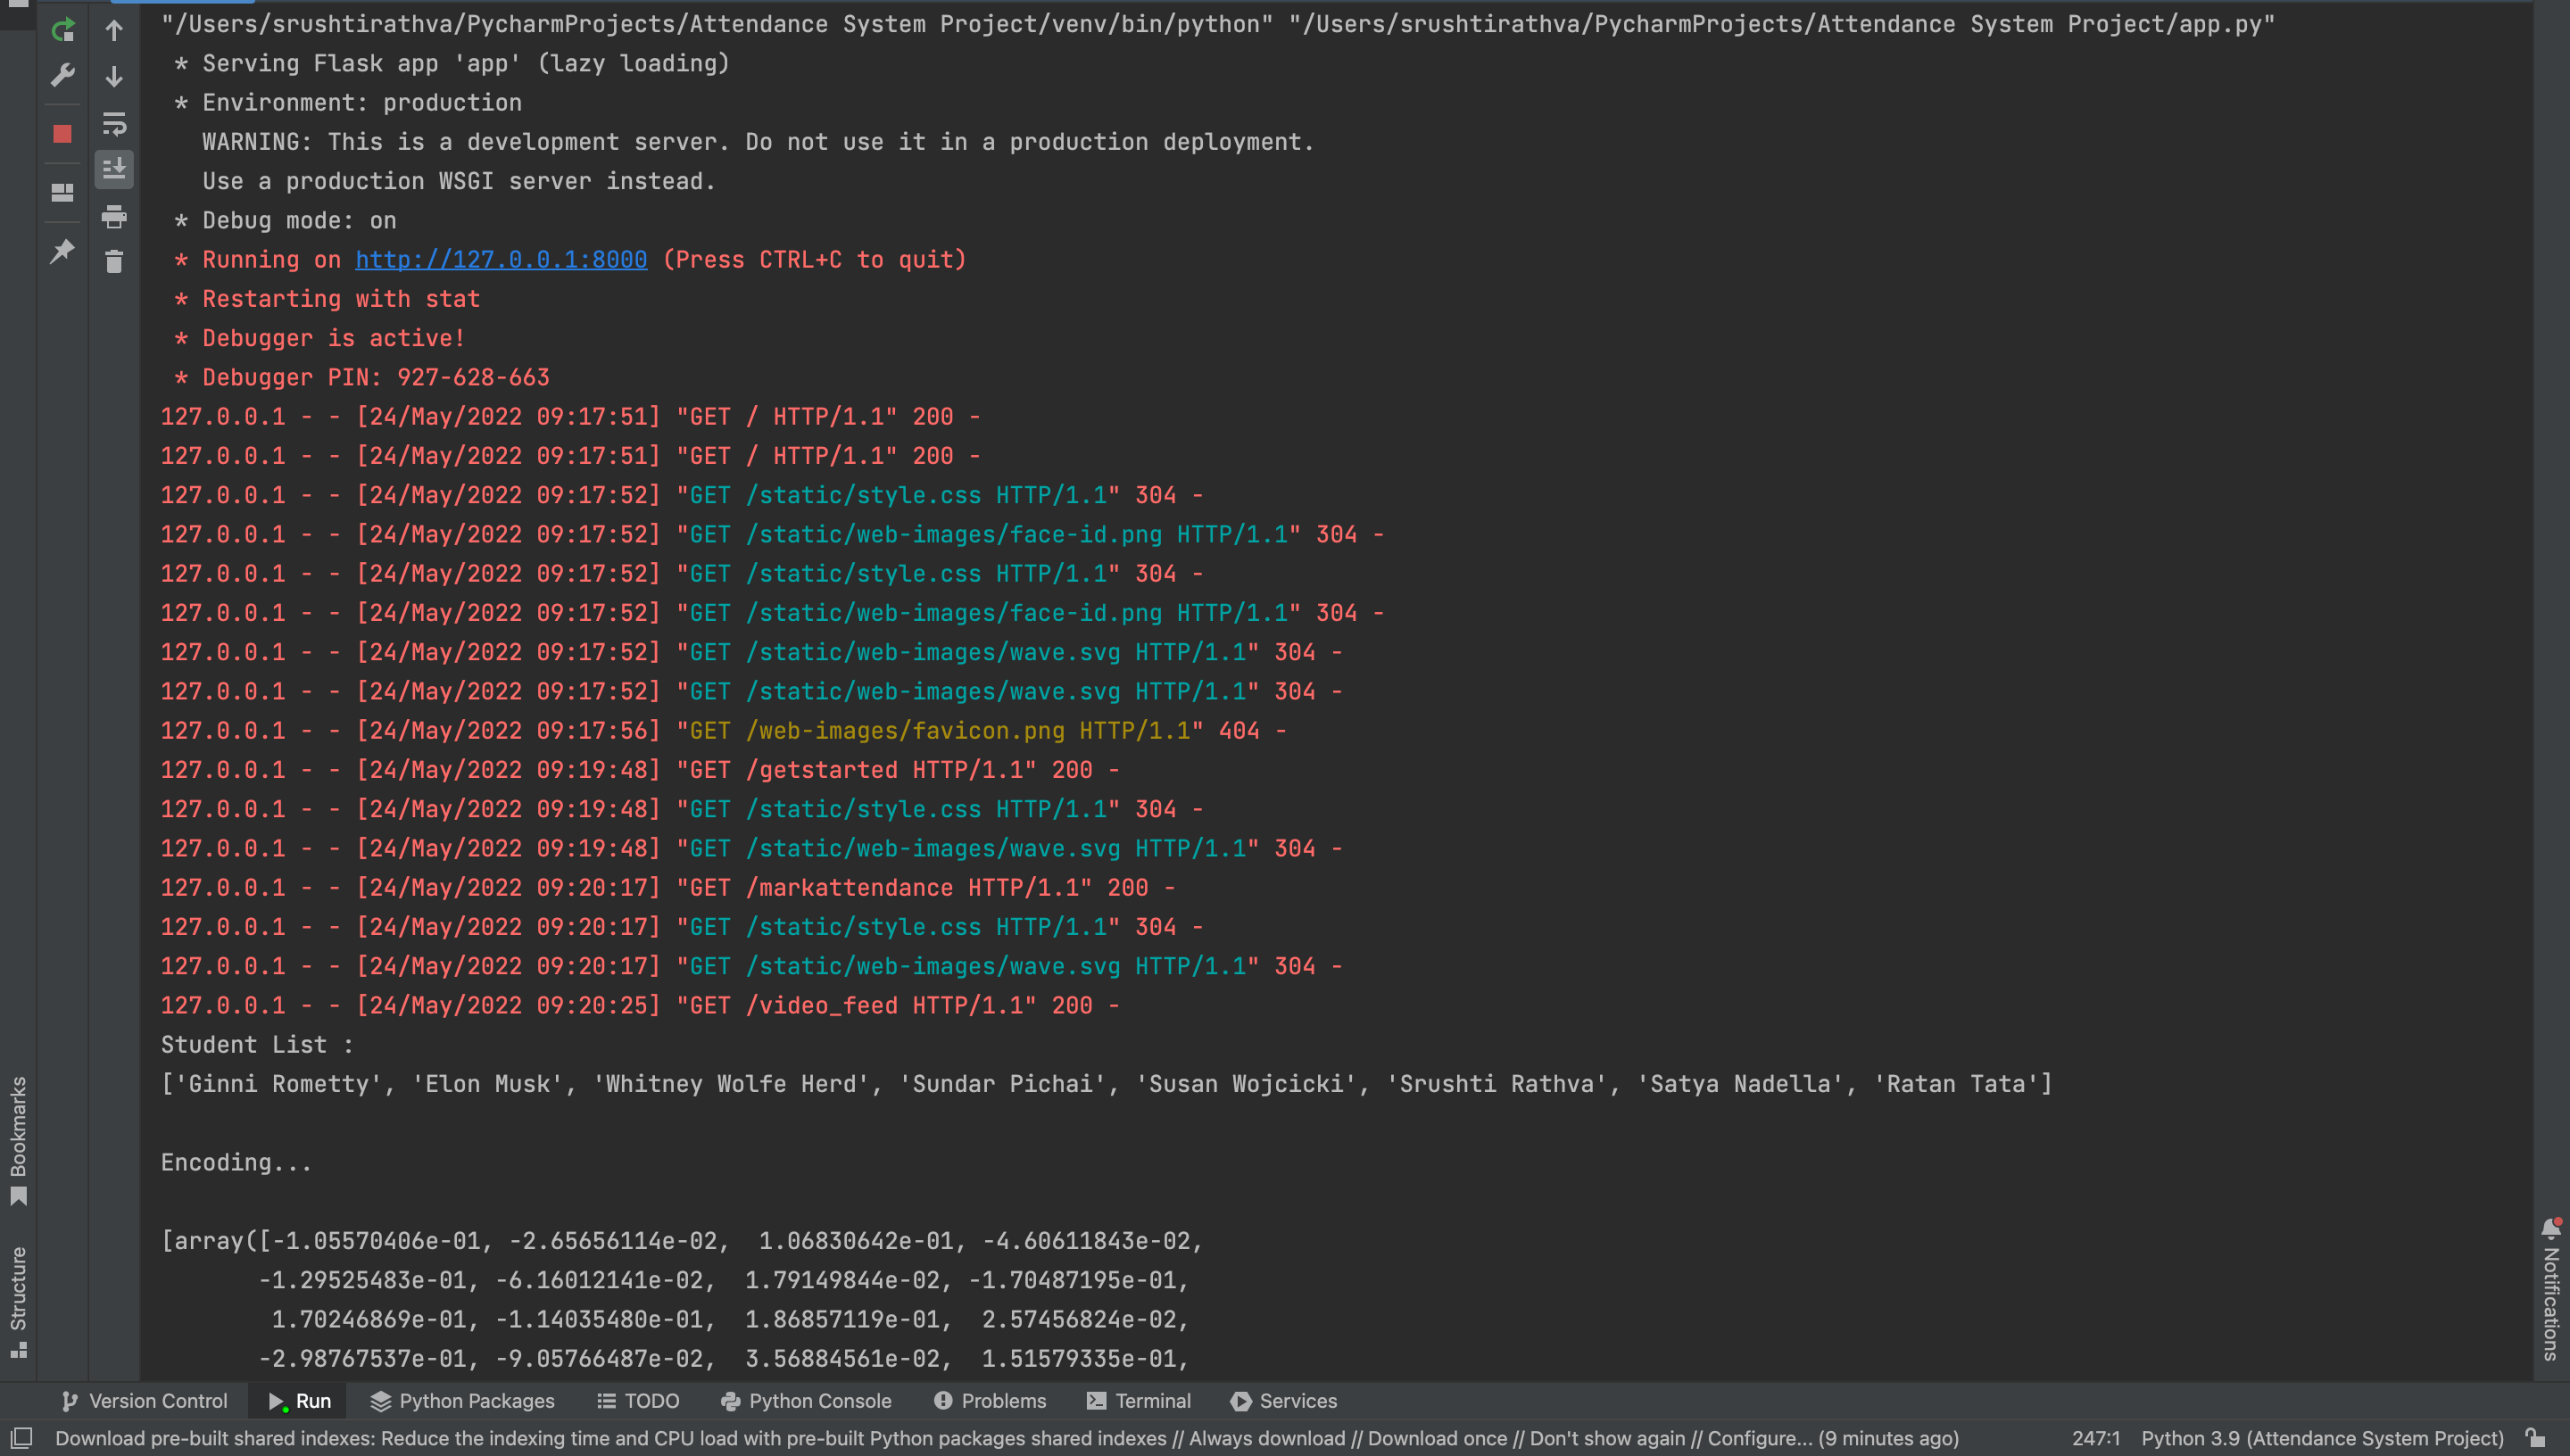 "/Users/srushtirathva/PycharmProjects/Attendance System Project/venv/bin/python" "/Users/srushtirathva/PycharmProjects/Attendance System Project/app.py"
 * Serving Flask app 'app' (lazy loading)
 * Environment: production
   WARNING: This is a development server. Do not use it in a production deployment.
   Use a production WSGI server instead.
 * Debug mode: on
 * Running on http://127.0.0.1:8000 (Press CTRL+C to quit)
 * Restarting with stat
 * Debugger is active!
 * Debugger PIN: 927-628-663
127.0.0.1 - - [24/May/2022 09:17:51] "GET / HTTP/1.1" 200 -
127.0.0.1 - - [24/May/2022 09:17:51] "GET / HTTP/1.1" 200 -
127.0.0.1 - - [24/May/2022 09:17:52] "GET /static/style.css HTTP/1.1" 304 -
127.0.0.1 - - [24/May/2022 09:17:52] "GET /static/web-images/face-id.png HTTP/1.1" 304 -
127.0.0.1 - - [24/May/2022 09:17:52] "GET /static/style.css HTTP/1.1" 304 -
127.0.0.1 - - [24/May/2022 09:17:52] "GET /static/web-images/face-id.png HTTP/1.1" 304 -
127.0.0.1 - - [24/May/2022 09:17:52] "GET /static/web-images/wave.svg HTTP/1.1" 304 -
127.0.0.1 - - [24/May/2022 09:17:52] "GET /static/web-images/wave.svg HTTP/1.1" 304 -
127.0.0.1 - - [24/May/2022 09:17:56] "GET /web-images/favicon.png HTTP/1.1" 404 -
127.0.0.1 - - [24/May/2022 09:19:48] "GET /getstarted HTTP/1.1" 200 -
127.0.0.1 - - [24/May/2022 09:19:48] "GET /static/style.css HTTP/1.1" 304 -
127.0.0.1 - - [24/May/2022 09:19:48] "GET /static/web-images/wave.svg HTTP/1.1" 304 -
127.0.0.1 - - [24/May/2022 09:20:17] "GET /markattendance HTTP/1.1" 200 -
127.0.0.1 - - [24/May/2022 09:20:17] "GET /static/style.css HTTP/1.1" 304 -
127.0.0.1 - - [24/May/2022 09:20:17] "GET /static/web-images/wave.svg HTTP/1.1" 304 -
127.0.0.1 - - [24/May/2022 09:20:25] "GET /video_feed HTTP/1.1" 200 -
Student List :
['Ginni Rometty', 'Elon Musk', 'Whitney Wolfe Herd', 'Sundar Pichai', 'Susan Wojcicki', 'Srushti Rathva', 'Satya Nadella', 'Ratan Tata']
Encoding...
[array([-1.05570406e-01, -2.65656114e-02,  1.06830642e-01, -4.60611843e-02,
       -1.29525483e-01, -6.16012141e-02,  1.79149844e-02, -1.70487195e-01,
        1.70246869e-01, -1.14035480e-01,  1.86857119e-01,  2.57456824e-02,
       -2.98767537e-01, -9.05766487e-02,  3.56884561e-02,  1.51579335e-01,
Bookmarks
Structure
Notifications
Version Control Run Python Packages TODO Python Console Problems Terminal Services
Download pre-built shared indexes: Reduce the indexing time and CPU load with pre-built Python packages shared indexes // Always download // Download once // Don't show again // Configure... (9 minutes ago) 247:1 Python 3.9 (Attendance System Project)